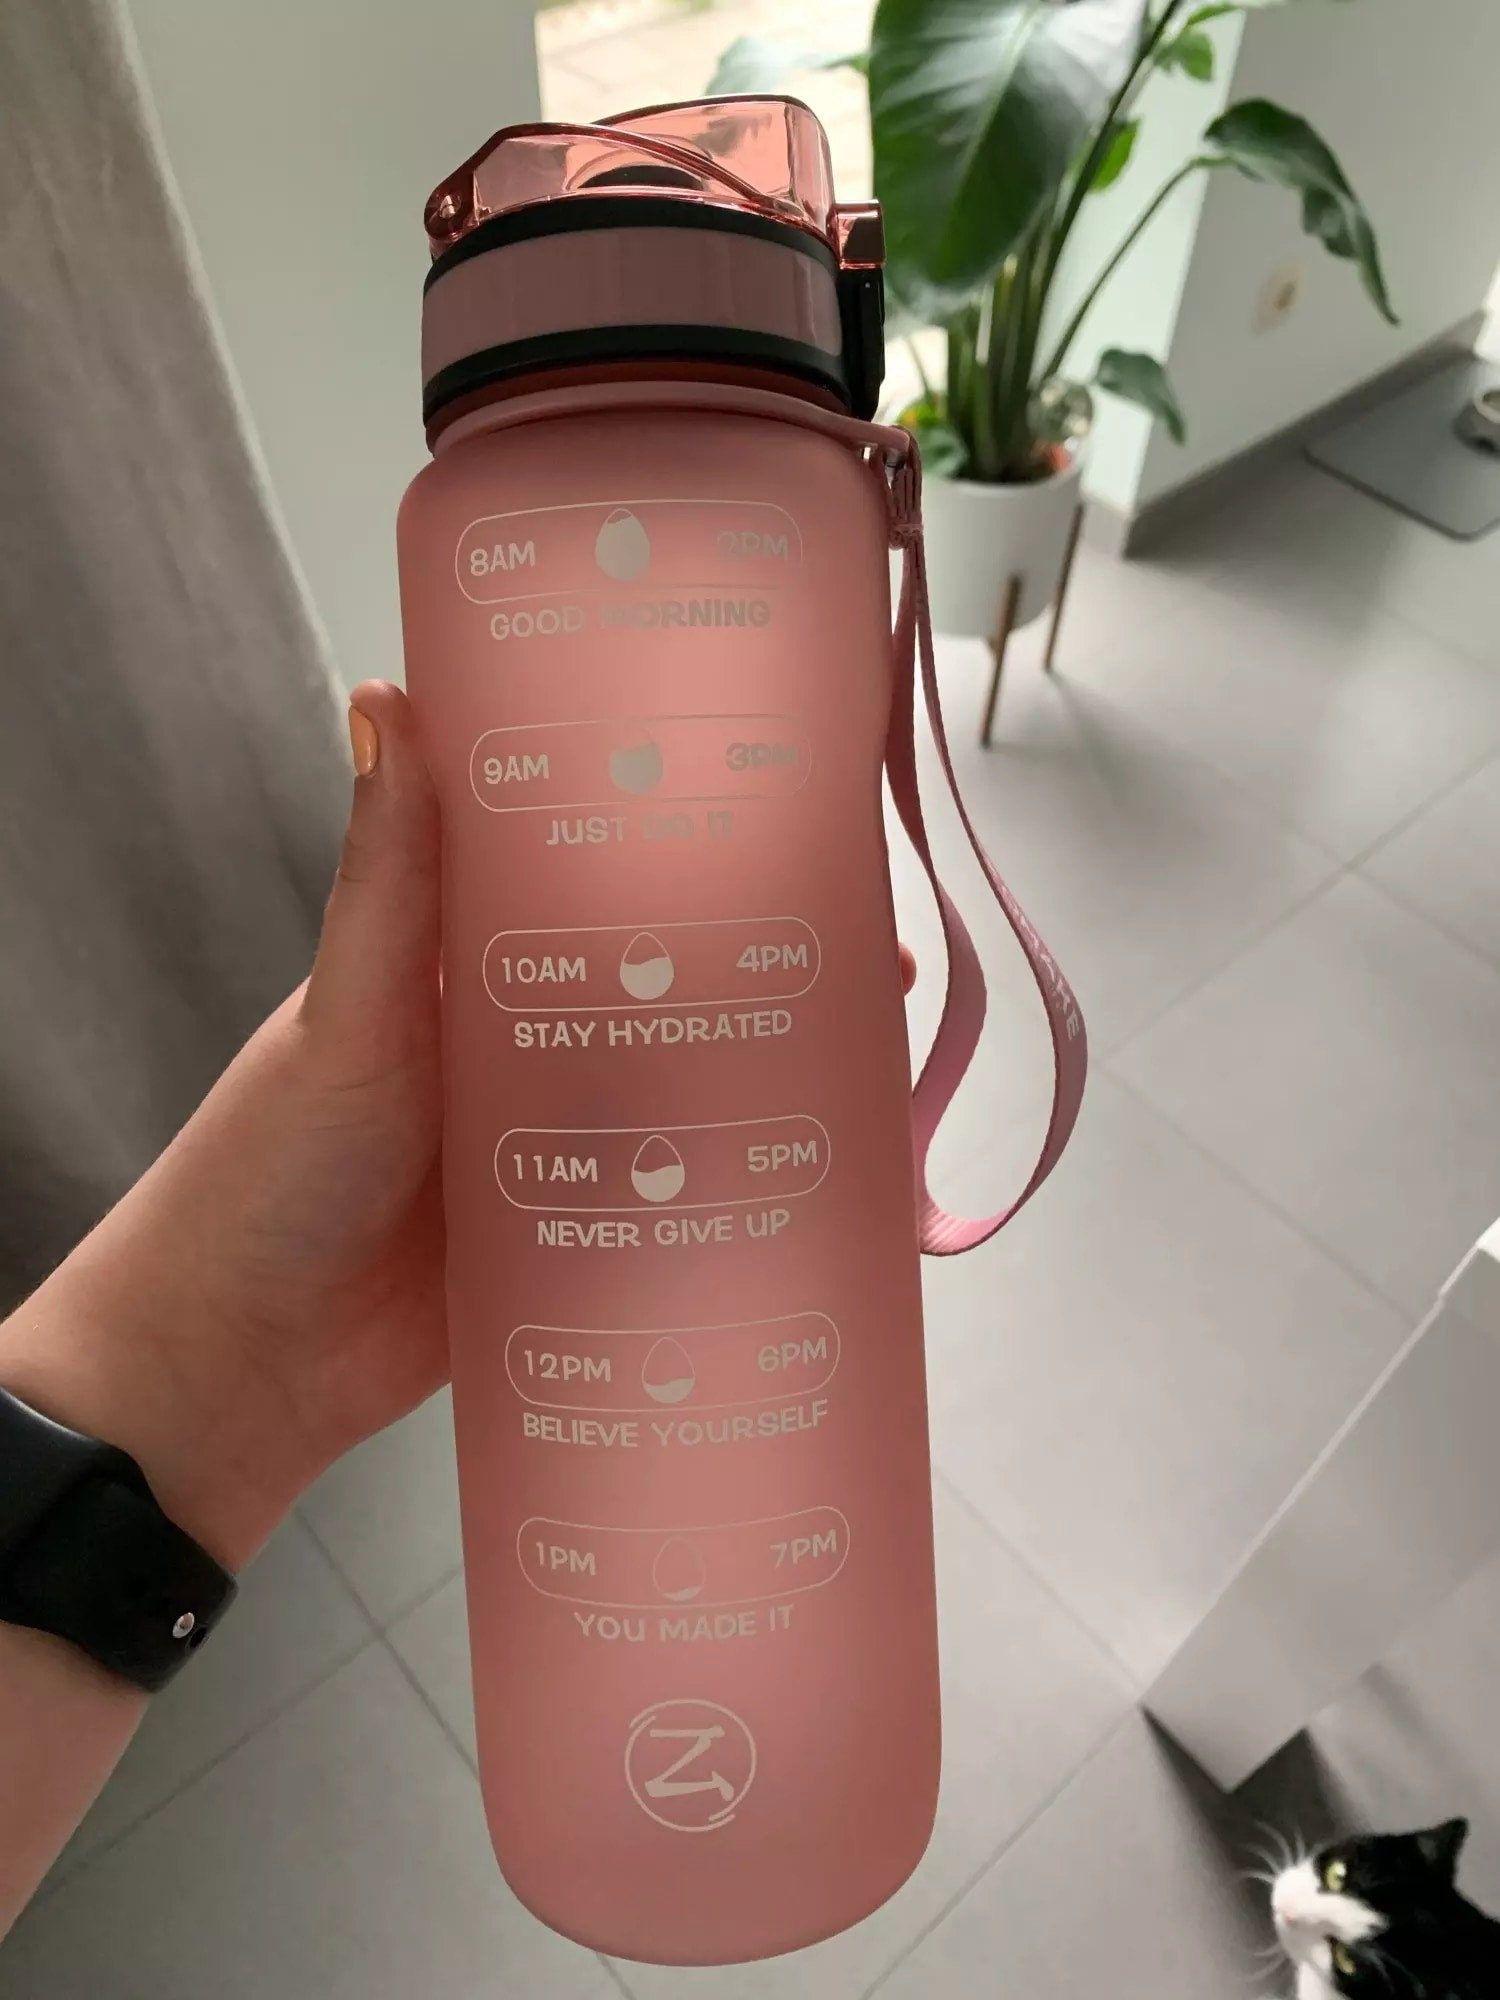 8AM 2PM
GOOD MORNING
9AM 3PM
JUST DO IT
10AM 4PM
STAY HYDRATED
11AM 5PM
NEVER GIVE UP
12PM 6PM
BELIEVE YOURSELF
1PM 7PM
YOU MADE IT
Z